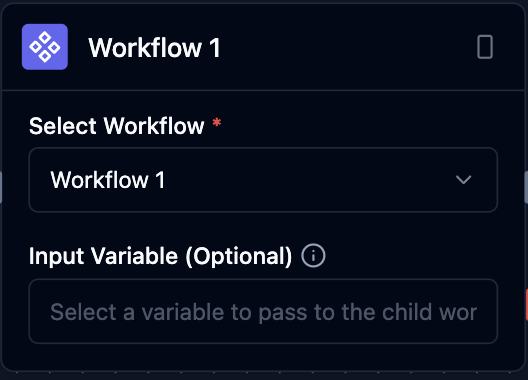 Workflow 1
Select Workflow *
Workflow 1
Input Variable (Optional)
Select a variable to pass to the child wor